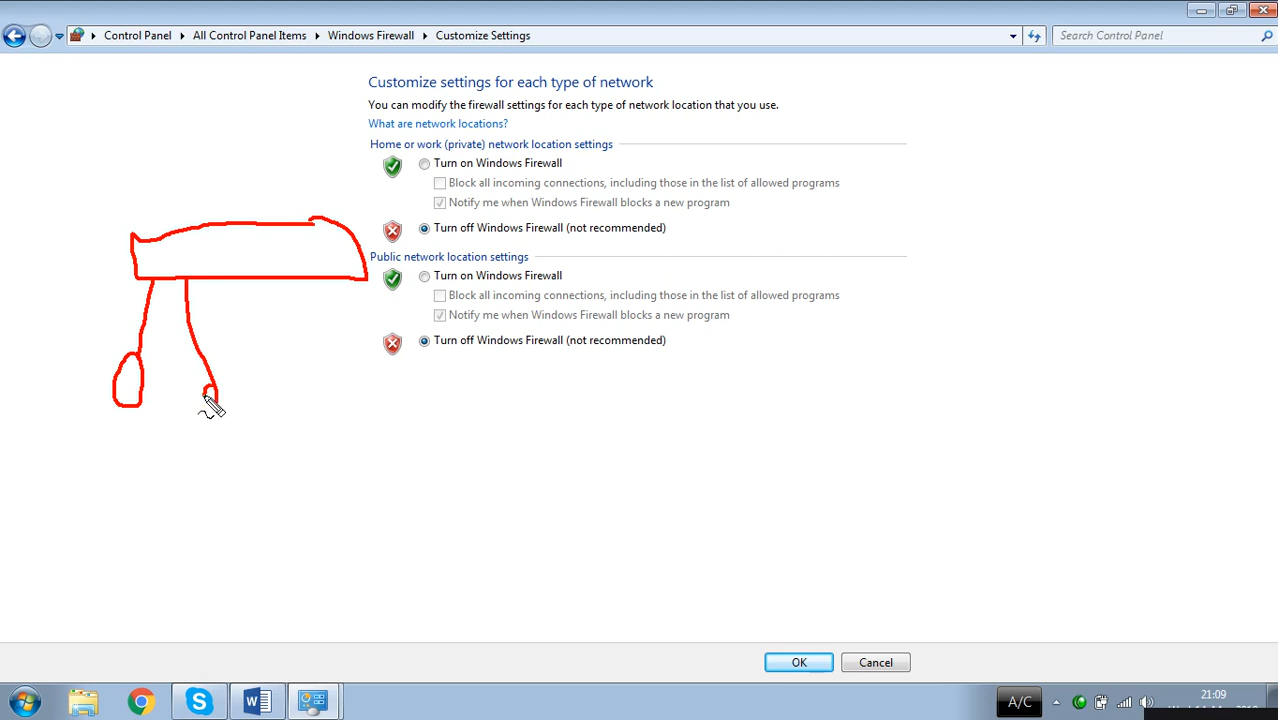 Control Panel All Control Panel Items Windows Firewall Customize Settings Search Control Panel
Customize settings for each type of network
You can modify the firewall settings for each type of network location that you use.
What are network locations?
Home or work (private) network location settings
Turn on Windows Firewall
Block all incoming connections, including those in the list of allowed programs
Notify me when Windows Firewall blocks a new program
Turn off Windows Firewall (not recommended)
Public network location settings
Turn on Windows Firewall
Block all incoming connections, including those in the list of allowed programs
Notify me when Windows Firewall blocks a new program
Turn off Windows Firewall (not recommended)
OK Cancel
A/C 21:09